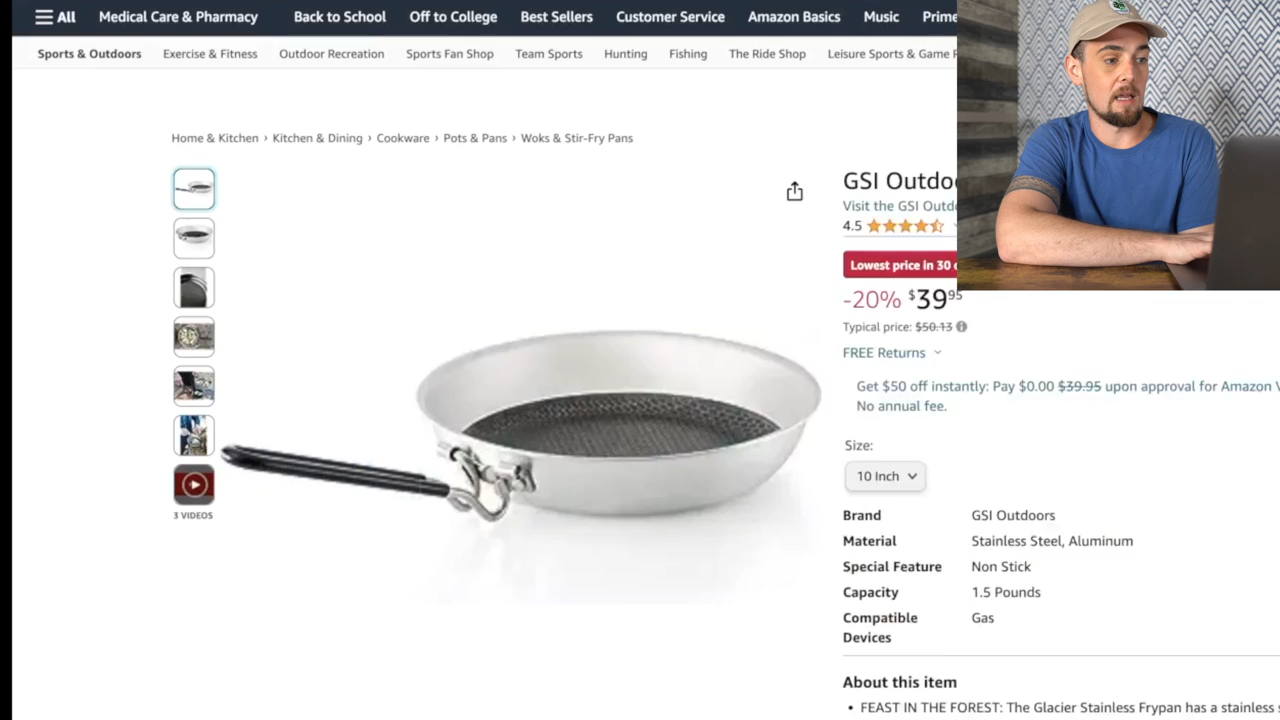 All Medical Care & Pharmacy Back to School Off to College Best Sellers Customer Service Amazon Basics Music Prime
Sports & Outdoors Exercise & Fitness Outdoor Recreation Sports Fan Shop Team Sports Hunting Fishing The Ride Shop Leisure Sports & Game
Home & Kitchen › Kitchen & Dining › Cookware › Pots & Pans › Woks & Stir-Fry Pans
GSI Outdo
Visit the GSI Outd
4.5
Lowest price in 30
-20% $3995
Typical price: $50.13
FREE Returns
Get $50 off instantly: Pay $0.00 $39.95 upon approval for Amazon V
No annual fee.
Size:
10 Inch
Brand GSI Outdoors
Material Stainless Steel, Aluminum
Special Feature Non Stick
Capacity 1.5 Pounds
Compatible Devices Gas
3 VIDEOS
About this item
• FEAST IN THE FOREST: The Glacier Stainless Frypan has a stainless s